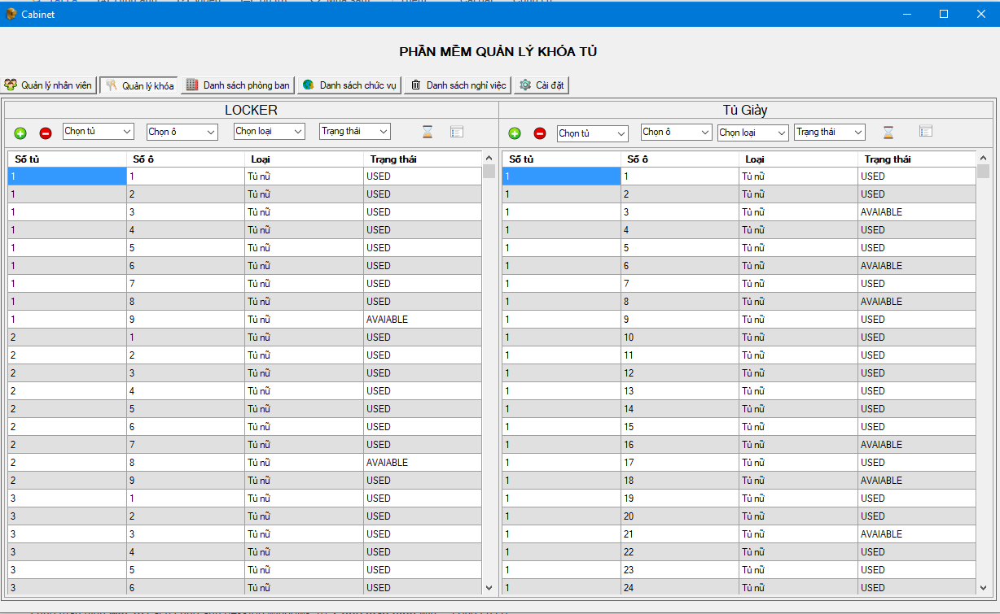 Cabinet
PHẦN MỀM QUẢN LÝ KHÓA TỦ
Quản lý nhân viên Quản lý khóa Danh sách phòng ban Danh sách chức vụ Danh sách nghỉ việc Cài đặt
LOCKER Tủ Giày
Chọn tủ Chọn ô Chọn loại Trạng thái Chọn tủ Chọn ô Chọn loại Trạng thái
Số tủ Số ô Loại Trạng thái Số tủ Số ô Loại Trạng thái
1 1 Tủ nữ USED 1 1 Tủ nữ USED
1 2 Tủ nữ USED 1 2 Tủ nữ USED
1 3 Tủ nữ USED 1 3 Tủ nữ AVAIABLE
1 4 Tủ nữ USED 1 4 Tủ nữ USED
1 5 Tủ nữ USED 1 5 Tủ nữ USED
1 6 Tủ nữ USED 1 6 Tủ nữ AVAIABLE
1 7 Tủ nữ USED 1 7 Tủ nữ USED
1 8 Tủ nữ USED 1 8 Tủ nữ AVAIABLE
1 9 Tủ nữ AVAIABLE 1 9 Tủ nữ USED
2 1 Tủ nữ USED 1 10 Tủ nữ USED
2 2 Tủ nữ USED 1 11 Tủ nữ USED
2 3 Tủ nữ USED 1 12 Tủ nữ USED
2 4 Tủ nữ USED 1 13 Tủ nữ USED
2 5 Tủ nữ USED 1 14 Tủ nữ USED
2 6 Tủ nữ USED 1 15 Tủ nữ USED
2 7 Tủ nữ USED 1 16 Tủ nữ AVAIABLE
2 8 Tủ nữ AVAIABLE 1 17 Tủ nữ USED
2 9 Tủ nữ USED 1 18 Tủ nữ AVAIABLE
3 1 Tủ nữ USED 1 19 Tủ nữ USED
3 2 Tủ nữ USED 1 20 Tủ nữ USED
3 3 Tủ nữ USED 1 21 Tủ nữ AVAIABLE
3 4 Tủ nữ USED 1 22 Tủ nữ USED
3 5 Tủ nữ USED 1 23 Tủ nữ USED
3 6 Tủ nữ USED 1 24 Tủ nữ USED